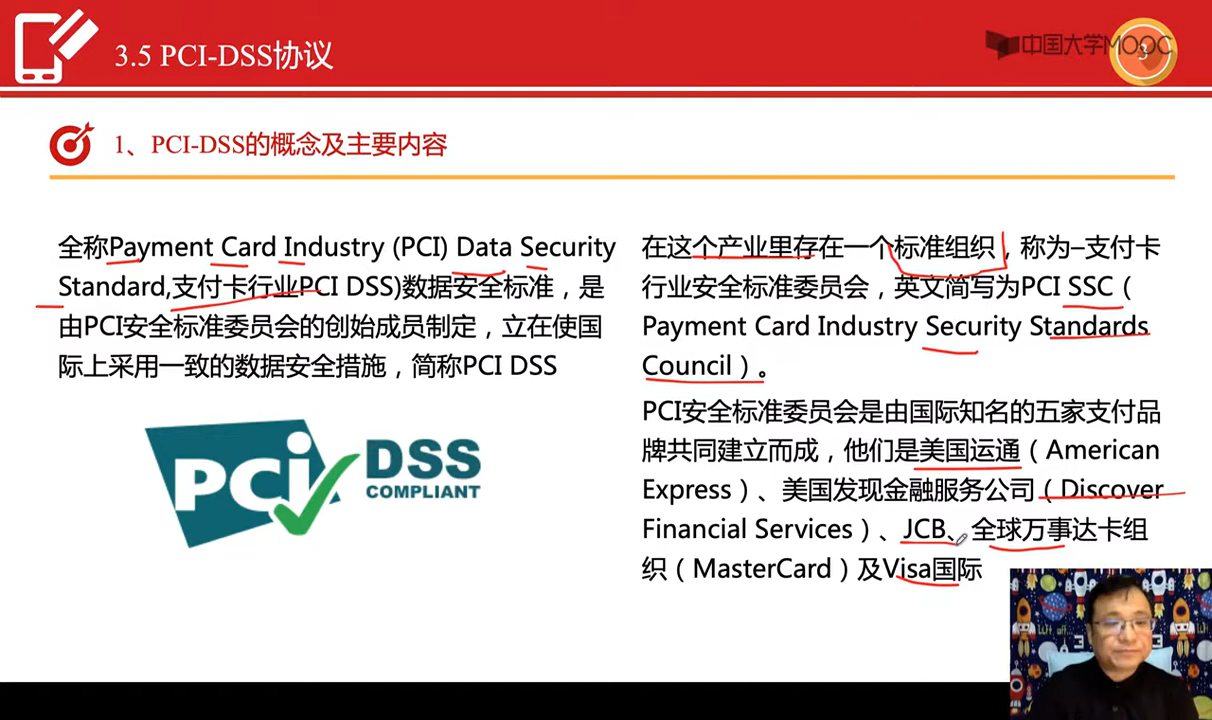 3.5 PCI-DSS协议
中国大学MOOC
3
1、PCI-DSS的概念及主要内容
全称Payment Card Industry (PCI) Data Security
Standard,支付卡行业PCI DSS)数据安全标准，是
由PCI安全标准委员会的创始成员制定，立在使国
际上采用一致的数据安全措施，简称PCI DSS
PCI DSS
COMPLIANT
在这个产业里存在一个标准组织，称为–支付卡
行业安全标准委员会，英文简写为PCI SSC（
Payment Card Industry Security Standards
Council）。
PCI安全标准委员会是由国际知名的五家支付品
牌共同建立而成，他们是美国运通（American
Express）、美国发现金融服务公司（Discover
Financial Services）、JCB、全球万事达卡组
织（MasterCard）及Visa国际